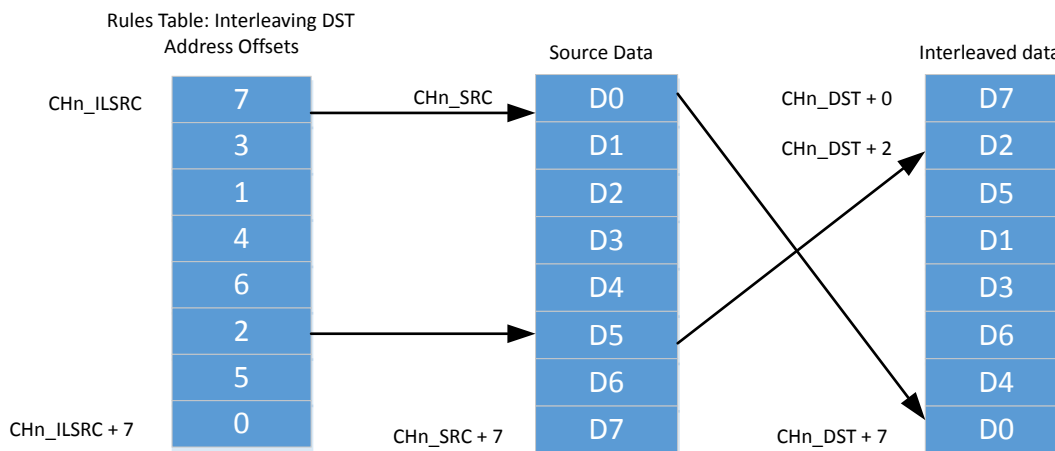 Rules Table: Interleaving DST
Address Offsets
Source Data
Interleaved data
CHn_ILSRC
7
CHn_SRC
D0
CHn_DST + 0
D7
3
D1
CHn_DST + 2
D2
1
D2
D5
4
D3
D1
6
D4
D3
2
D5
D6
5
D6
D4
CHn_ILSRC + 7
0
CHn_SRC + 7
D7
CHn_DST + 7
D0